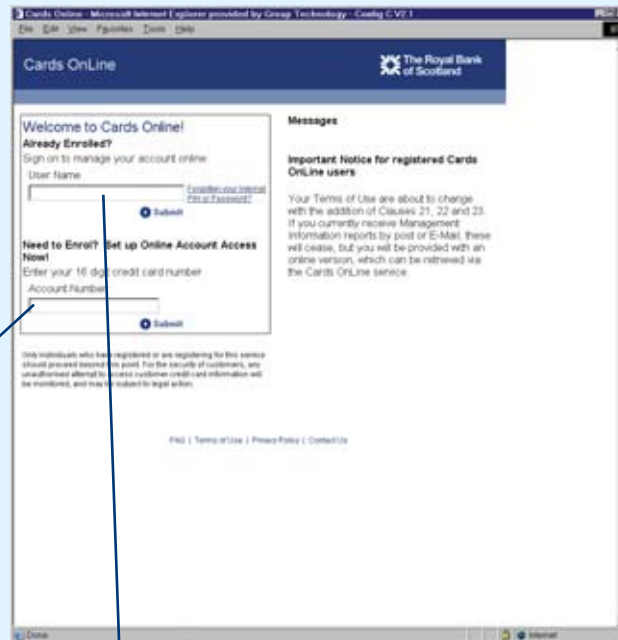 Cards Online - Microsoft Internet Explorer provided by Group Technology - Config C V2.1
File Edit View Favorites Tools Help
Cards OnLine
The Royal Bank
of Scotland
Welcome to Cards Online!
Already Enrolled?
Sign on to manage your account online
User Name
Forgotten your Internet
PIN or Password?
Submit
Need to Enrol? Set up Online Account Access
Now!
Enter your 16 digit credit card number
Account Number
Submit
Only individuals who have registered or are registering for this service
should proceed beyond this point. For the security of customers, any
unauthorised attempt to access customer credit card information will
be monitored, and may be subject to legal action.
Messages
Important Notice for registered Cards
OnLine users
Your Terms of Use are about to change
with the addition of Clauses 21, 22 and 23.
If you currently receive Management
Information reports by post or E-Mail, these
will cease, but you will be provided with an
online version, which can be retrieved via
the Cards OnLine service.
FAQ | Terms of Use | Privacy Policy | Contact Us
Done
Internet